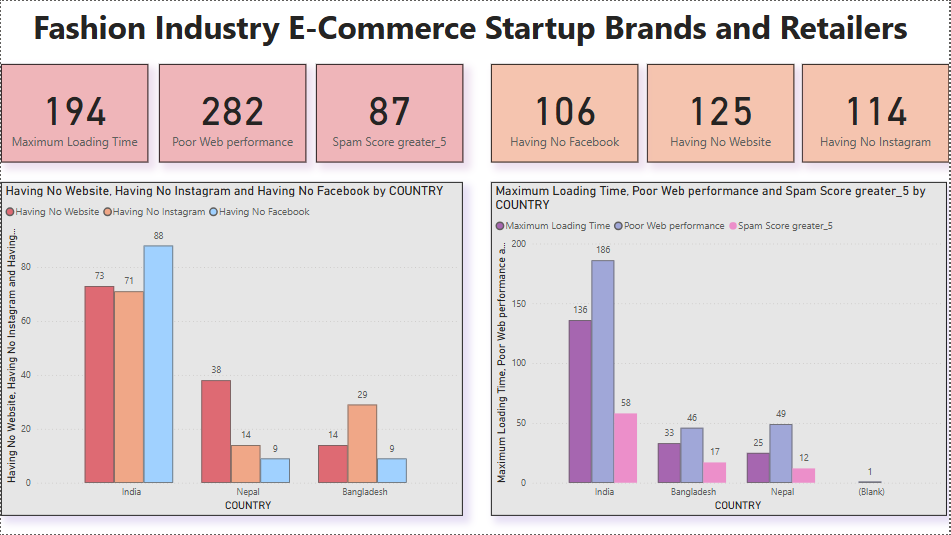 Fashion Industry E-Commerce Startup Brands and Retailers
194
Maximum Loading Time
282
Poor Web performance
87
Spam Score greater_5
106
Having No Facebook
125
Having No Website
114
Having No Instagram
Having No Website, Having No Instagram and Having No Facebook by COUNTRY
Having No Website Having No Instagram Having No Facebook
Having No Website, Having No Instagram and Having...
80
60
40
20
0
73
71
88
38
14
9
14
29
9
India
Nepal
Bangladesh
COUNTRY
Maximum Loading Time, Poor Web performance and Spam Score greater_5 by
COUNTRY
Maximum Loading Time Poor Web performance Spam Score greater_5
Maximum Loading Time, Poor Web performance a...
200
150
100
50
0
136
186
58
33
46
17
25
49
12
1
India
Bangladesh
Nepal
(Blank)
COUNTRY